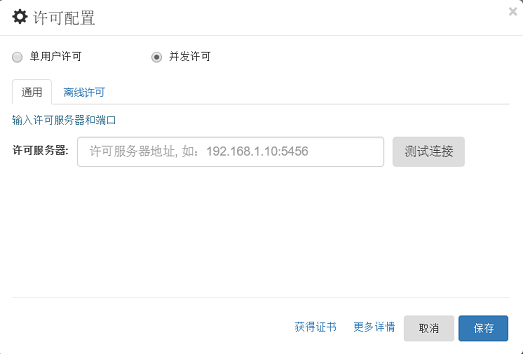 许可配置
×
单用户许可 并发许可
通用 离线许可
输入许可服务器和端口
许可服务器: 许可服务器地址, 如：192.168.1.10:5456 测试连接
获得证书 更多详情 取消 保存